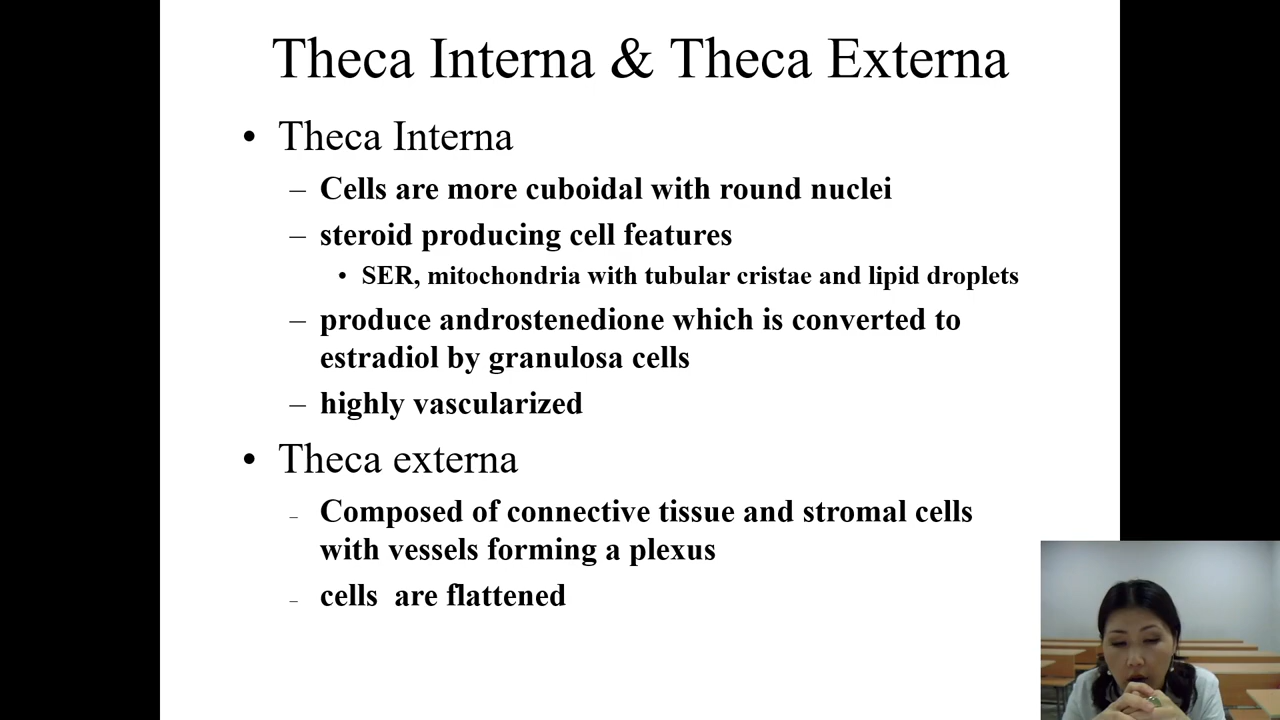 Theca Interna & Theca Externa
• Theca Interna
– Cells are more cuboidal with round nuclei
– steroid producing cell features
• SER, mitochondria with tubular cristae and lipid droplets
– produce androstenedione which is converted to
estradiol by granulosa cells
– highly vascularized
• Theca externa
– Composed of connective tissue and stromal cells
with vessels forming a plexus
– cells  are flattened